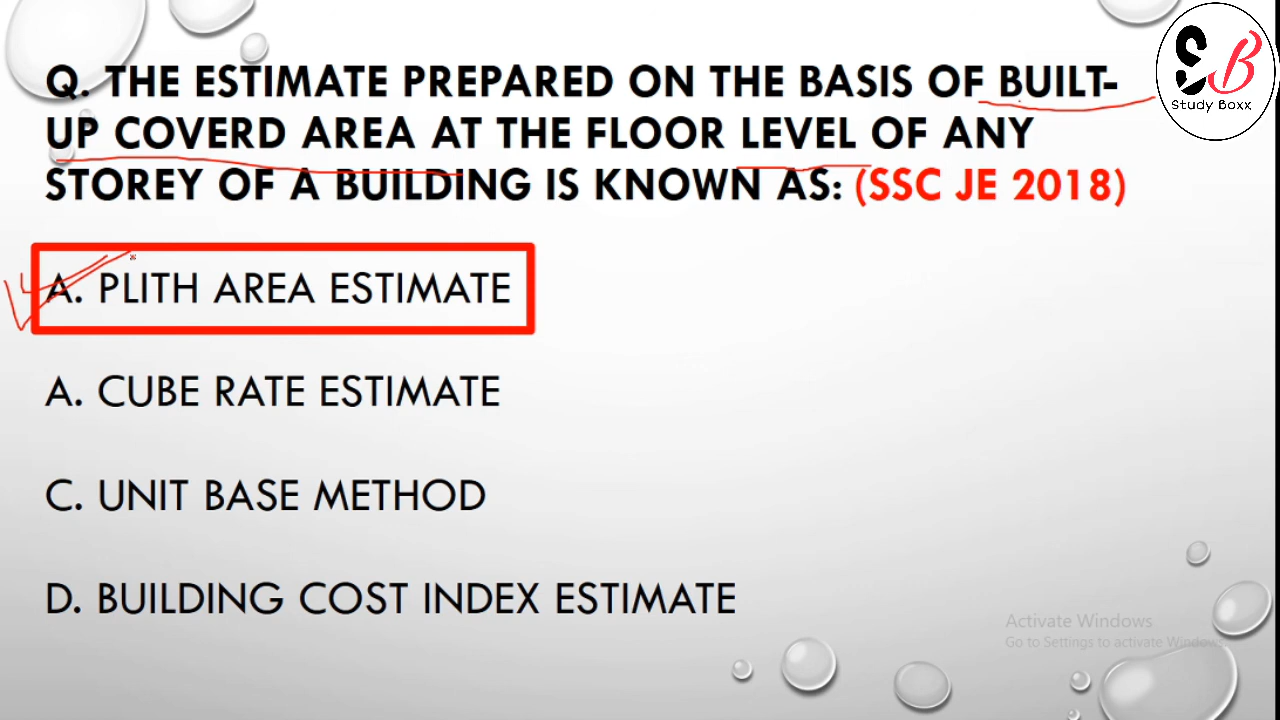 Q. THE ESTIMATE PREPARED ON THE BASIS OF BUILT-
UP COVERD AREA AT THE FLOOR LEVEL OF ANY
STOREY OF A BUILDING IS KNOWN AS: (SSC JE 2018)
A. PLITH AREA ESTIMATE
A. CUBE RATE ESTIMATE
C. UNIT BASE METHOD
D. BUILDING COST INDEX ESTIMATE
SB
Study Boxx
Activate Windows
Go to Settings to activate Windows.